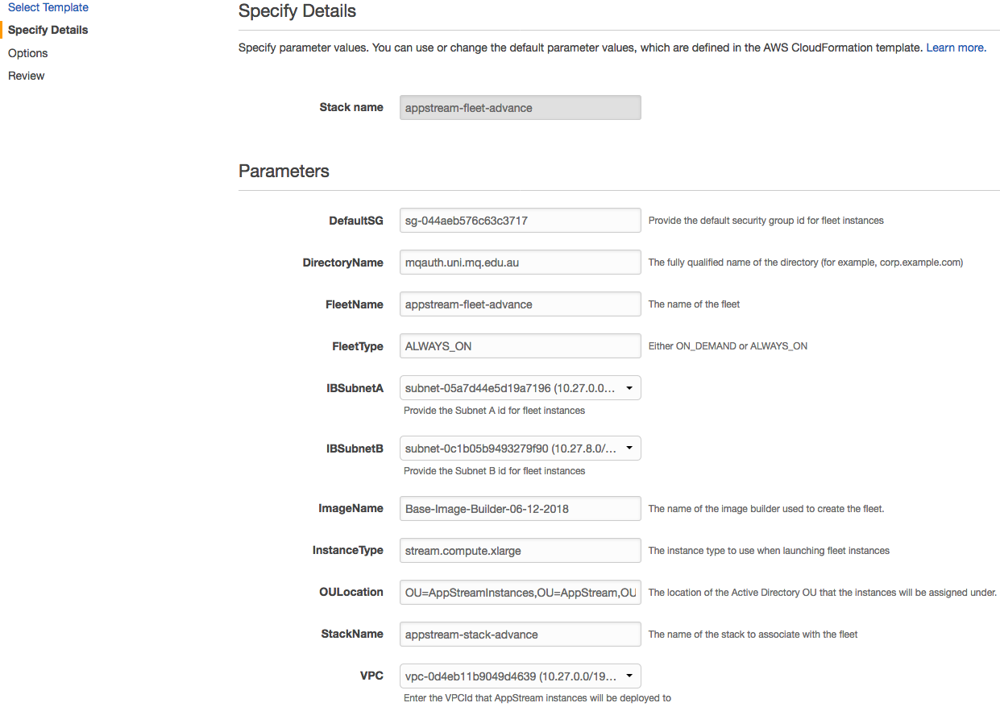 Select Template
Specify Details
Options
Review
Specify Details
Specify parameter values. You can use or change the default parameter values, which are defined in the AWS CloudFormation template. Learn more.
Stack name appstream-fleet-advance
Parameters
DefaultSG sg-044aeb576c63c3717 Provide the default security group id for fleet instances
DirectoryName mqauth.uni.mq.edu.au The fully qualified name of the directory (for example, corp.example.com)
FleetName appstream-fleet-advance The name of the fleet
FleetType ALWAYS_ON Either ON_DEMAND or ALWAYS_ON
IBSubnetA subnet-05a7d44e5d19a7196 (10.27.0.0...
Provide the Subnet A id for fleet instances
IBSubnetB subnet-0c1b05b9493279f90 (10.27.8.0/...
Provide the Subnet B id for fleet instances
ImageName Base-Image-Builder-06-12-2018 The name of the image builder used to create the fleet.
InstanceType stream.compute.xlarge The instance type to use when launching fleet instances
OULocation OU=AppStreamInstances,OU=AppStream,OU The location of the Active Directory OU that the instances will be assigned under.
StackName appstream-stack-advance The name of the stack to associate with the fleet
VPC vpc-0d4eb11b9049d4639 (10.27.0.0/19...
Enter the VPCId that AppStream instances will be deployed to